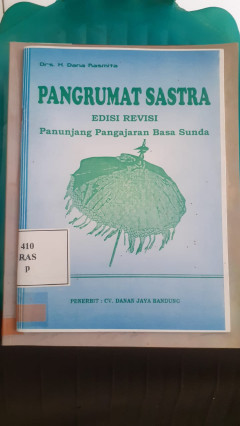 Drs. H. Dana Rasmita
PANGRUMAT SASTRA
EDISI REVISI
Panunjang Pangajaran Basa Sunda
410
RAS
p
PENERBIT : CV. DANAS JAYA BANDUNG